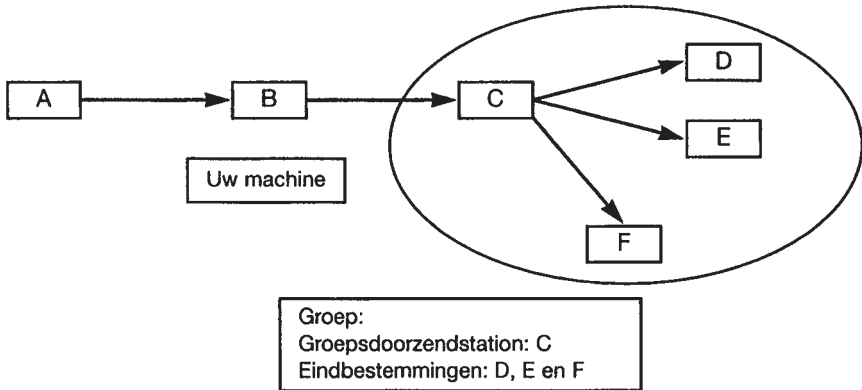 A
B
C
D
E
F
Uw machine
Groep:
Groepsdoorzendstation: C
Eindbestemmingen: D, E en F